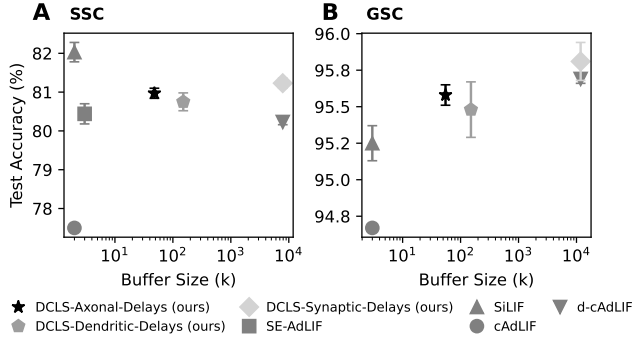 A SSC
B GSC
Test Accuracy (%)
82
81
80
79
78
10¹ 10² 10³ 10⁴
Buffer Size (k)
96.0
95.8
95.5
95.2
95.0
94.8
10¹ 10² 10³ 10⁴
Buffer Size (k)
DCLS-Axonal-Delays (ours) DCLS-Synaptic-Delays (ours) SiLIF d-cAdLIF
DCLS-Dendritic-Delays (ours) SE-AdLIF cAdLIF